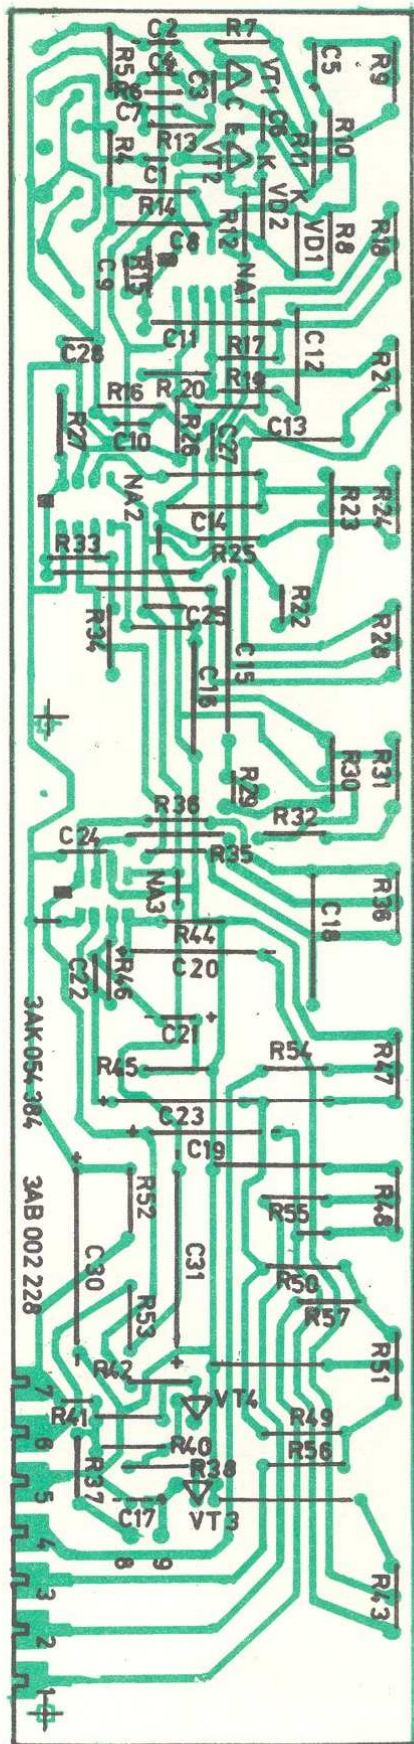 C2
R7
R5
C4
C5
R9
R6
C3
VT1
C7
C
R13
E
C6
R10
R4
R11
C1
VT2
K
K
R14
VD2
R12
VD1
R8
R18
C8
C9
R15
NA1
C11
C12
C28
R17
R16
R20
R19
R21
C10
R26
C27
C13
R27
NA2
C14
R23
R24
R33
R25
R34
R22
R28
C16
C15
R29
R30
R31
R36
R32
C24
R35
NA3
R36
R44
C18
C22
R46
C20
3AK 054 384
C21
R45
R54
R47
C23
C19
3AB 002 228
R52
R55
R48
C30
C31
R50
R53
R57
R42
R51
7
VT4
R41
R49
6
R40
R56
R38
5
R37
C17
VT3
8
9
4
R43
3
2
1